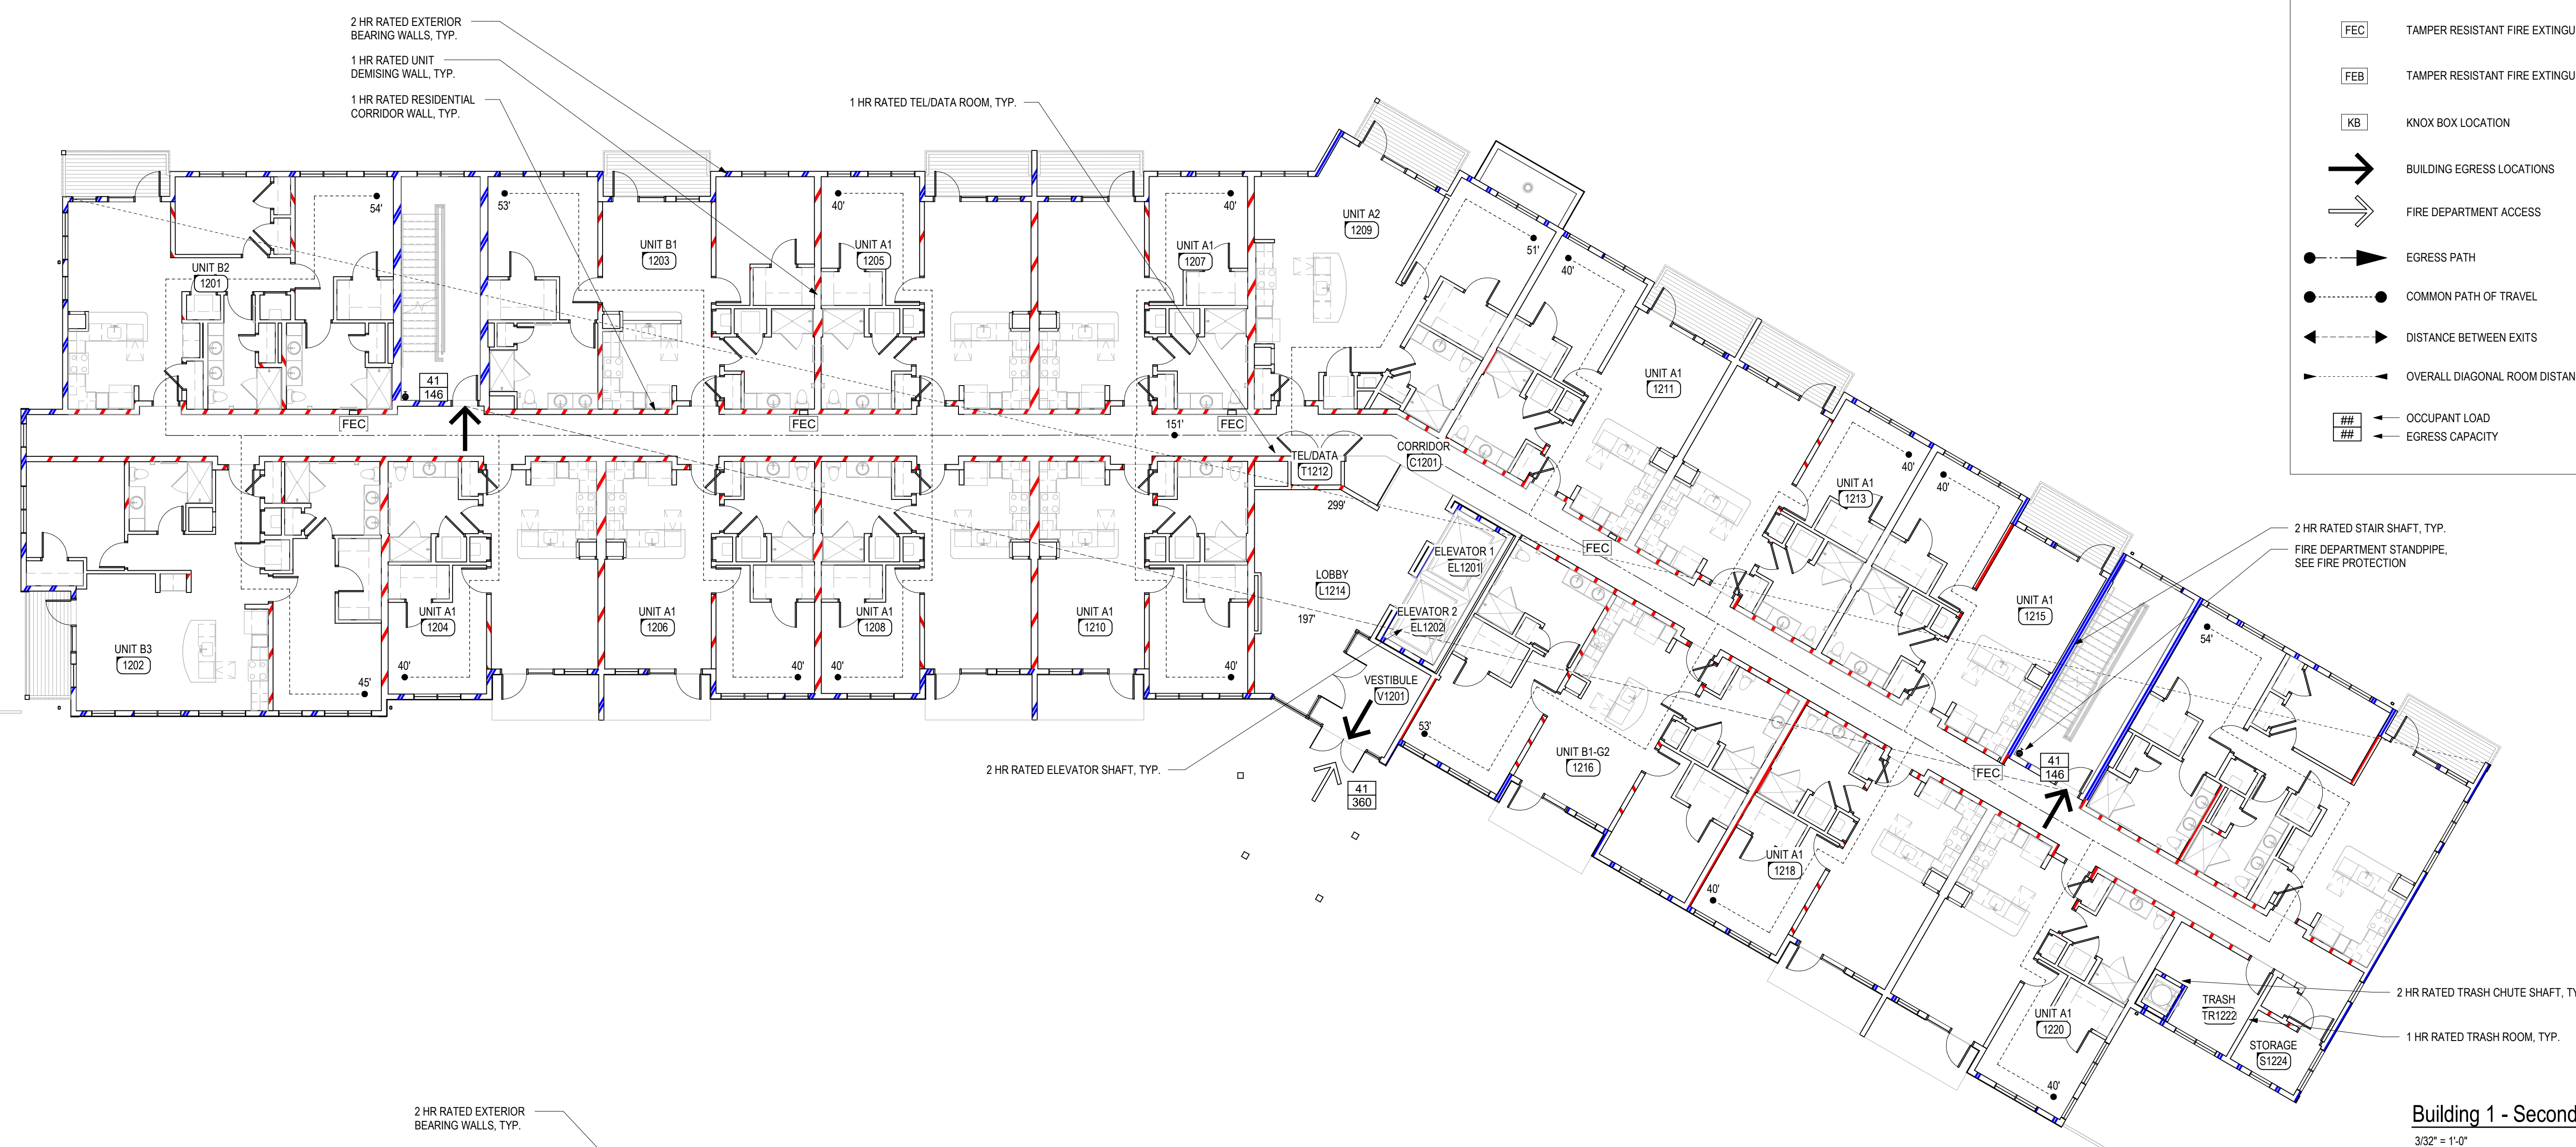 2 HR RATED EXTERIOR
BEARING WALLS, TYP.
1 HR RATED UNIT
DEMISING WALL, TYP.
1 HR RATED RESIDENTIAL
CORRIDOR WALL, TYP.
1 HR RATED TEL/DATA ROOM, TYP.
FEC
TAMPER RESISTANT FIRE EXTINGU
FEB
TAMPER RESISTANT FIRE EXTINGU
KB
KNOX BOX LOCATION
BUILDING EGRESS LOCATIONS
FIRE DEPARTMENT ACCESS
EGRESS PATH
COMMON PATH OF TRAVEL
DISTANCE BETWEEN EXITS
OVERALL DIAGONAL ROOM DISTAN
##
OCCUPANT LOAD
##
EGRESS CAPACITY
54'
53'
40'
40'
UNIT B2
1201
UNIT B1
1203
UNIT A1
1205
UNIT A1
1207
UNIT A2
1209
51'
40'
UNIT A1
1211
41
146
FEC
FEC
FEC
151'
TEL/DATA
T1212
CORRIDOR
C1201
299'
40'
UNIT A1
1213
40'
FEC
2 HR RATED STAIR SHAFT, TYP.
FIRE DEPARTMENT STANDPIPE,
SEE FIRE PROTECTION
ELEVATOR 1
EL1201
LOBBY
L1214
ELEVATOR 2
EL1202
197'
UNIT A1
1204
UNIT A1
1206
UNIT A1
1208
UNIT A1
1210
UNIT A1
1215
54'
UNIT B3
1202
45'
40'
40'
40'
40'
VESTIBULE
V1201
53'
UNIT B1-G2
1216
FEC
41
146
2 HR RATED ELEVATOR SHAFT, TYP.
41
360
UNIT A1
1218
40'
2 HR RATED TRASH CHUTE SHAFT, TY
TRASH
TR1222
UNIT A1
1220
1 HR RATED TRASH ROOM, TYP.
STORAGE
S1224
40'
2 HR RATED EXTERIOR
BEARING WALLS, TYP.
Building 1 - Second
3/32" = 1'-0"